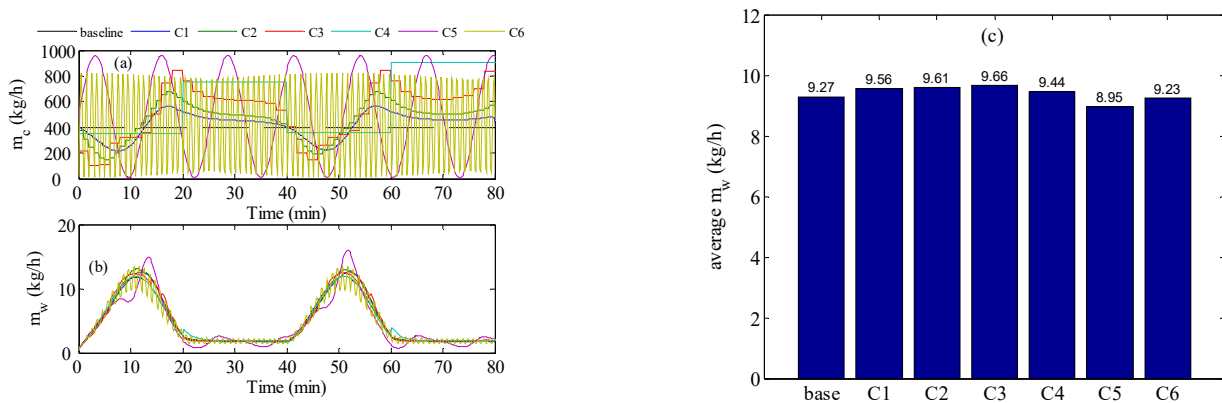 baseline C1 C2 C3 C4 C5 C6
(a)
1000
800
600
400
200
0
m_c (kg/h)
0 10 20 30 40 50 60 70 80
Time (min)
(b)
20
10
0
m_w (kg/h)
0 10 20 30 40 50 60 70 80
Time (min)
(c)
12
10
8
6
4
2
0
average m_w (kg/h)
9.27 9.56 9.61 9.66 9.44 8.95 9.23
base C1 C2 C3 C4 C5 C6